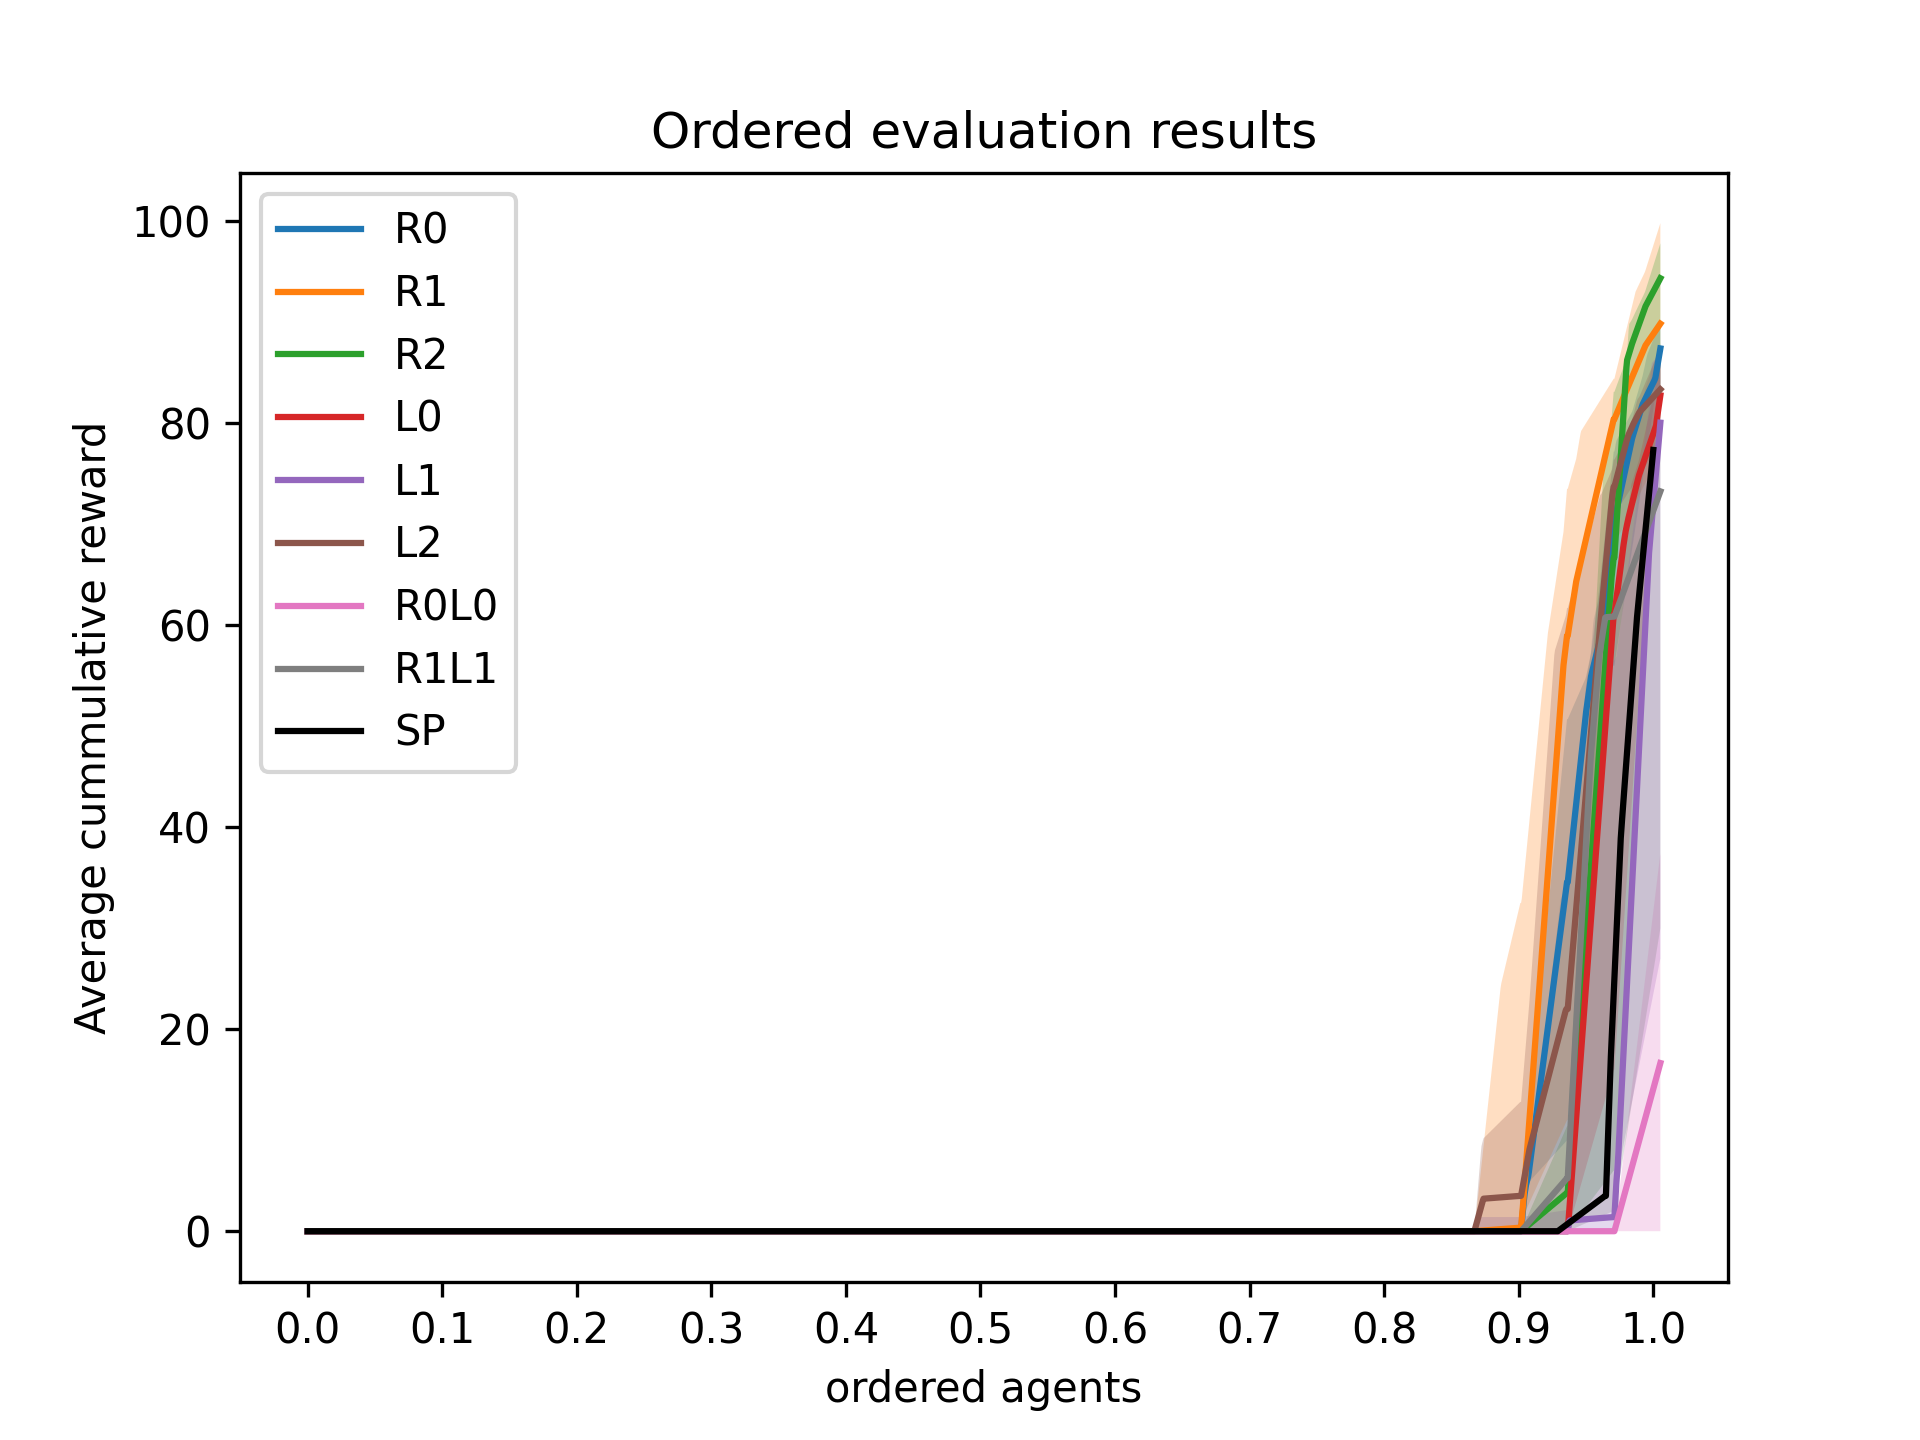 Ordered evaluation results
100
80
60
40
20
0
Average cummulative reward
R0
R1
R2
L0
L1
L2
R0L0
R1L1
SP
0.0 0.1 0.2 0.3 0.4 0.5 0.6 0.7 0.8 0.9 1.0
ordered agents